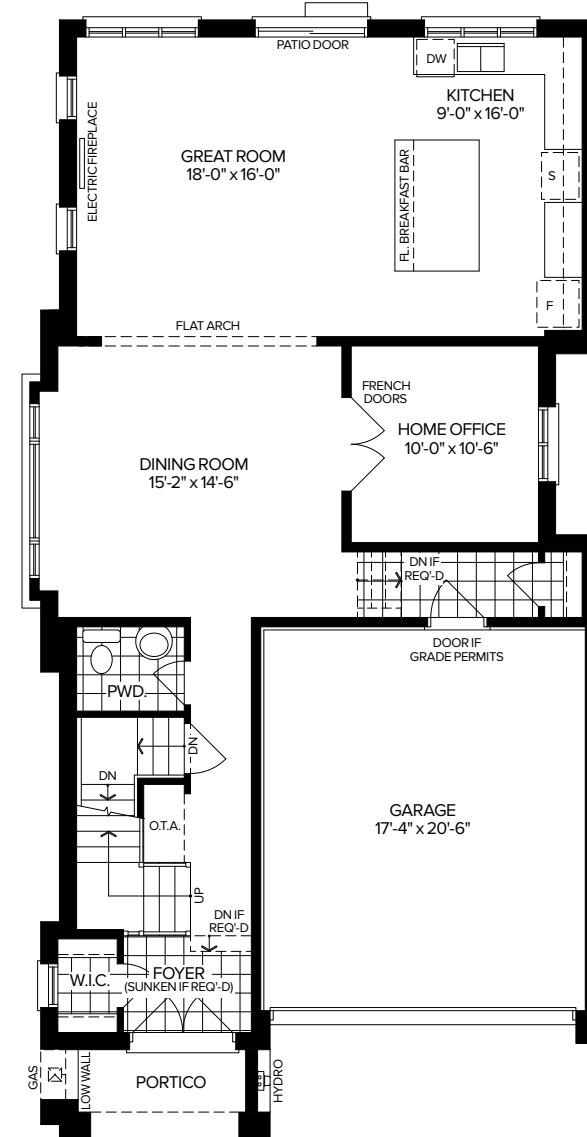 PATIO DOOR
DW
KITCHEN
9'-0" x 16'-0"
ELECTRIC FIREPLACE
GREAT ROOM
18'-0" x 16'-0"
FL. BREAKFAST BAR
S
F
FLAT ARCH
FRENCH
DOORS
HOME OFFICE
10'-0" x 10'-6"
DINING ROOM
15'-2" x 14'-6"
DN IF
REQ'-D
DOOR IF
GRADE PERMITS
PWD.
DN
DN
O.T.A.
GARAGE
17'-4" x 20'-6"
UP
DN IF
REQ'-D
W.I.C.
FOYER
(SUNKEN IF REQ'-D)
GAS
LOW WALL
PORTICO
HYDRO